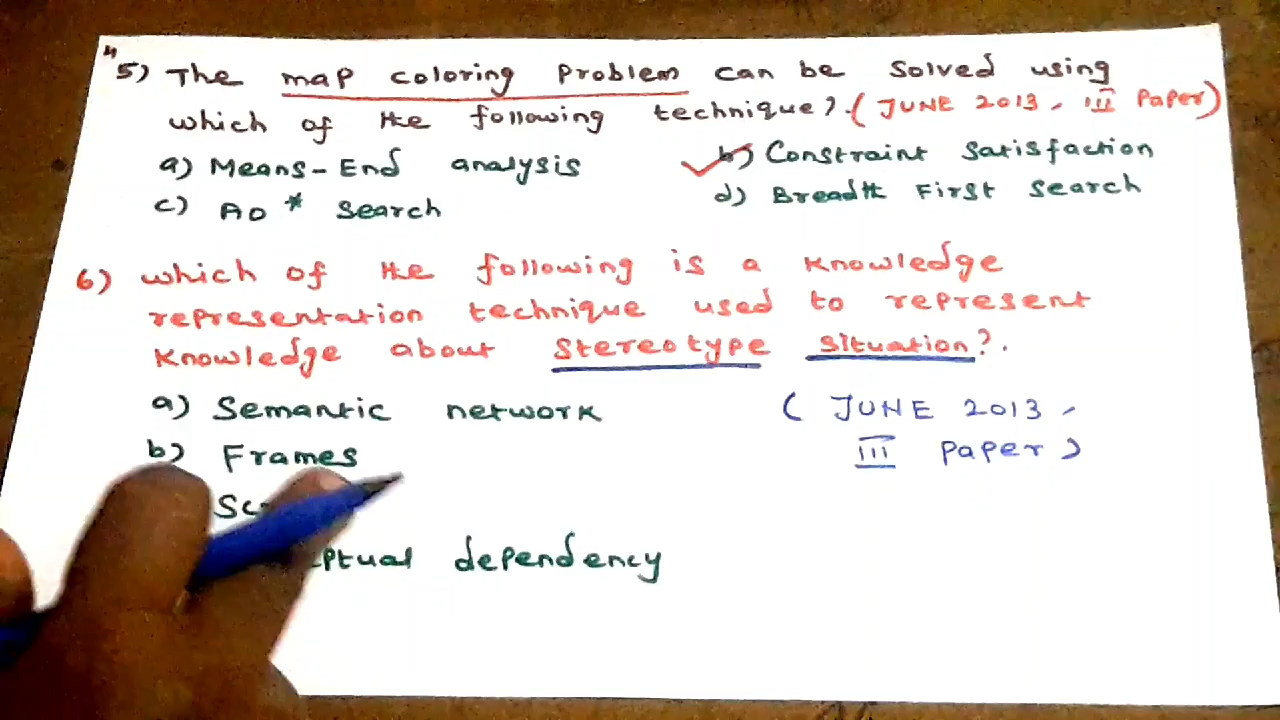 5) The map coloring problem can be solved using
which of the following technique?. (JUNE 2013, III Paper)
a) Means-End analysis b) Constraint satisfaction
c) AO* search d) Breadth First search
6) which of the following is a knowledge
representation technique used to represent
knowledge about stereotype situation?.
a) Semantic network (JUNE 2013,
b) Frames III Paper)
dependency